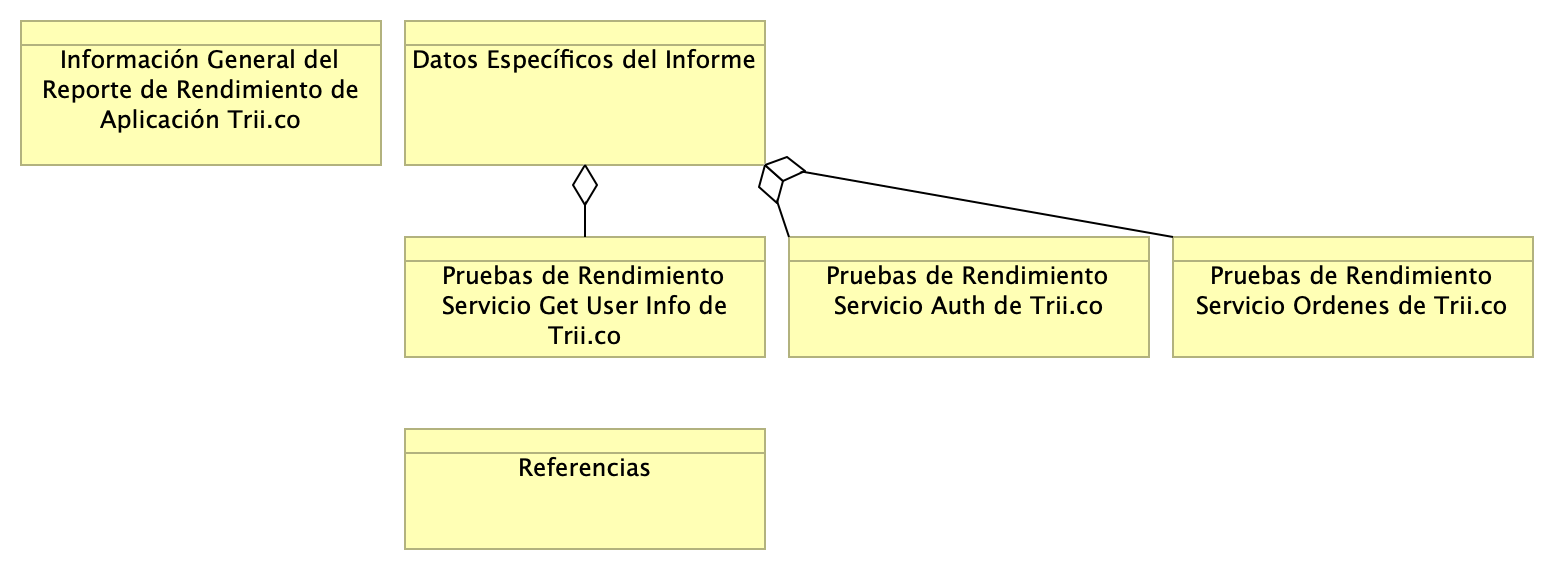 Información General del
Reporte de Rendimiento de
Aplicación Trii.co
Datos Específicos del Informe
Pruebas de Rendimiento
Servicio Get User Info de
Trii.co
Pruebas de Rendimiento
Servicio Auth de Trii.co
Pruebas de Rendimiento
Servicio Ordenes de Trii.co
Referencias